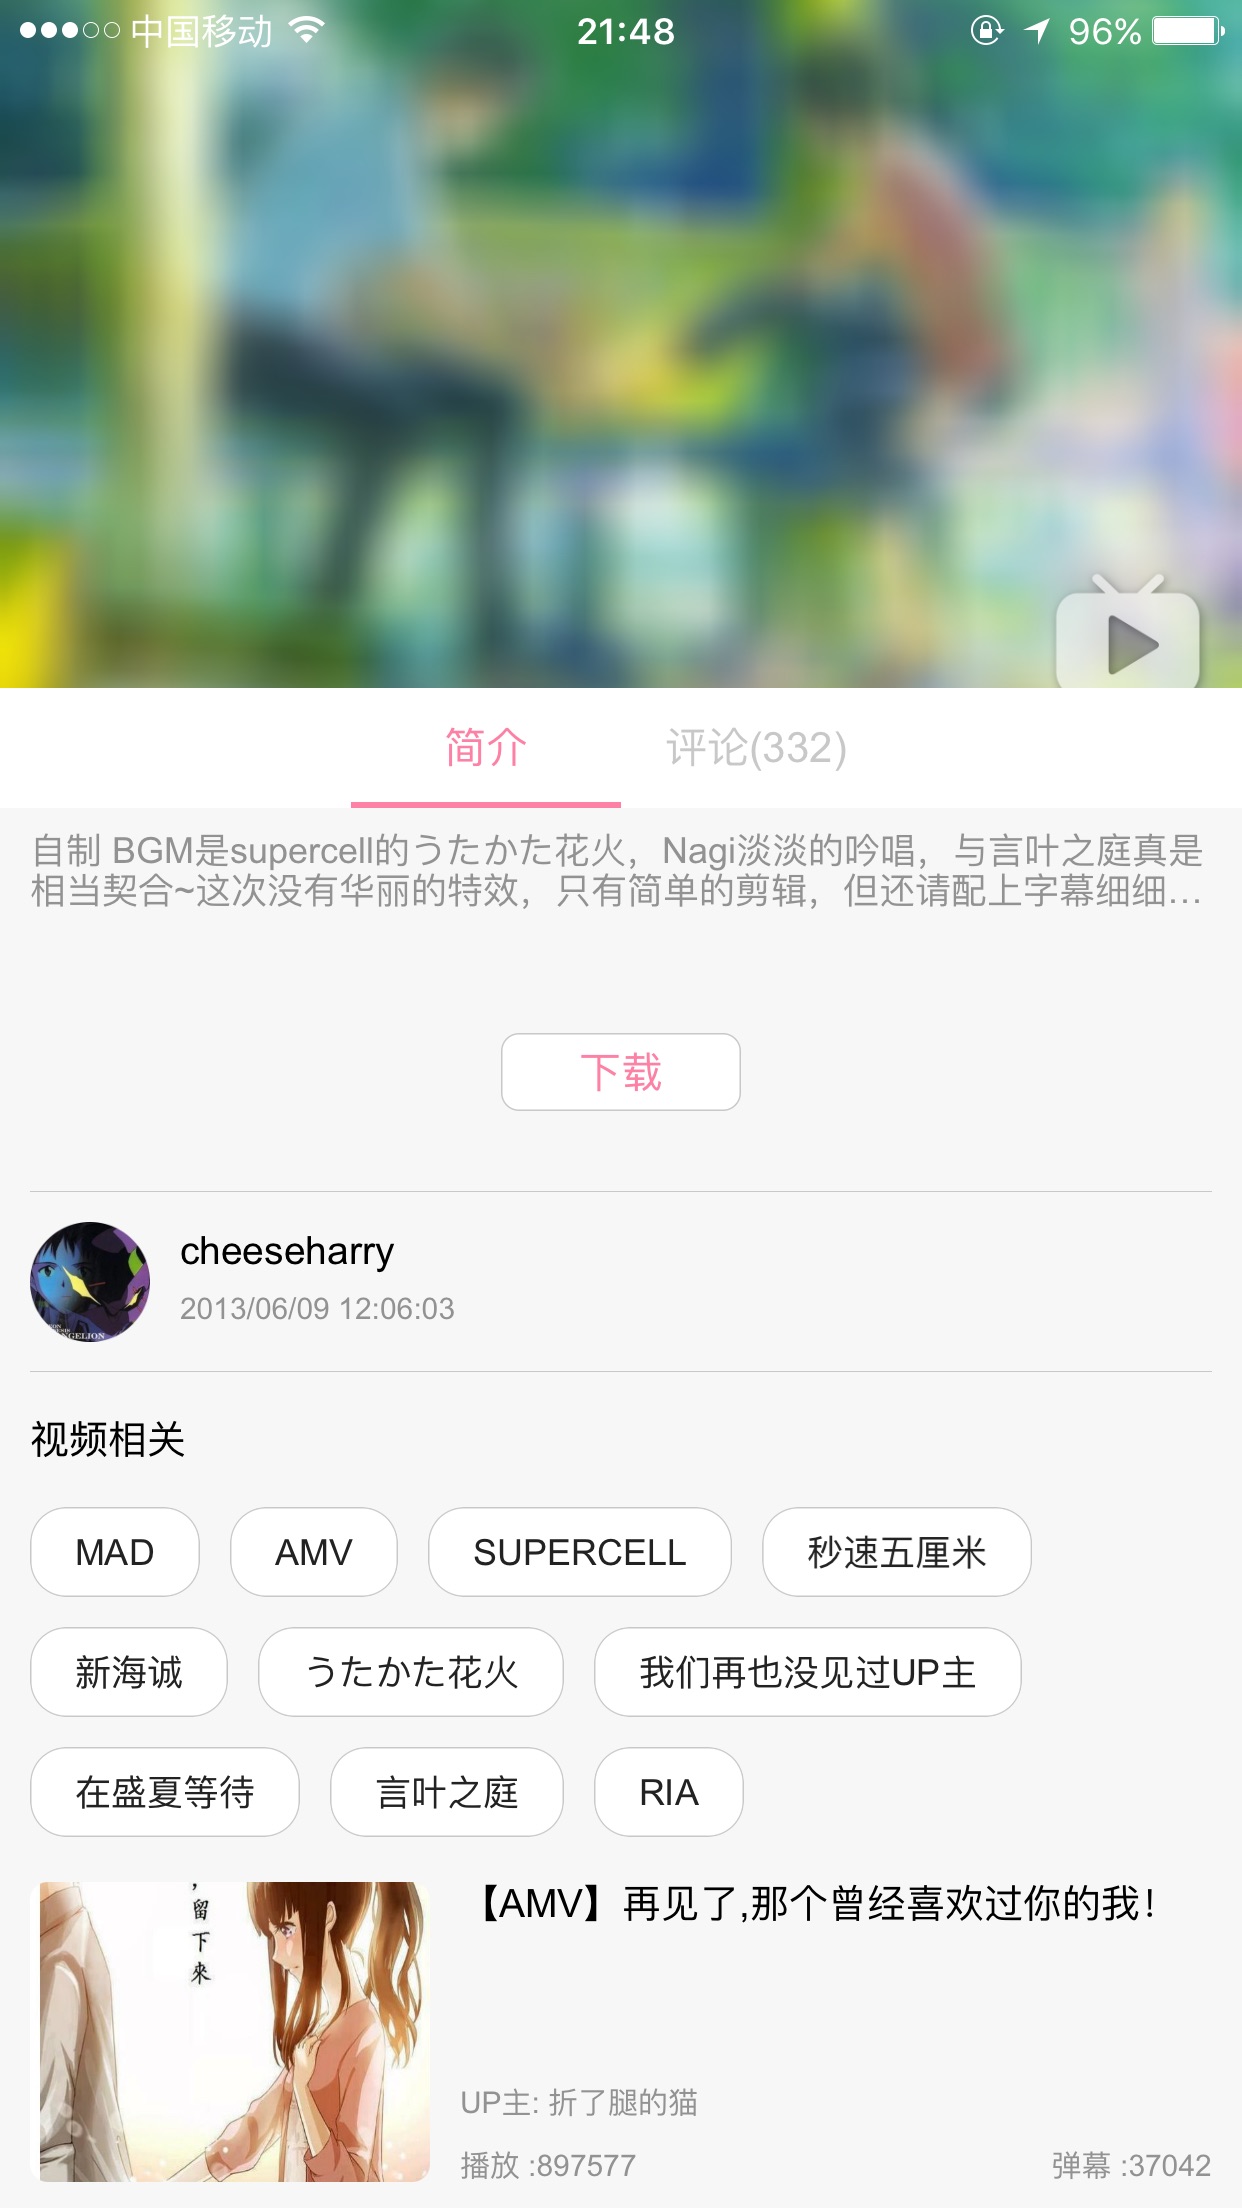 中国移动 21:48 96%
简介 评论(332)
自制 BGM是supercell的うたかた花火，Nagi淡淡的吟唱，与言叶之庭真是
相当契合~这次没有华丽的特效，只有简单的剪辑，但还请配上字幕细细...
下载
cheeseharry
2013/06/09 12:06:03
视频相关
MAD AMV SUPERCELL 秒速五厘米
新海诚 うたかた花火 我们再也没见过UP主
在盛夏等待 言叶之庭 RIA
，留下來
【AMV】再见了,那个曾经喜欢过你的我！
UP主: 折了腿的猫
播放 :897577 弹幕 :37042